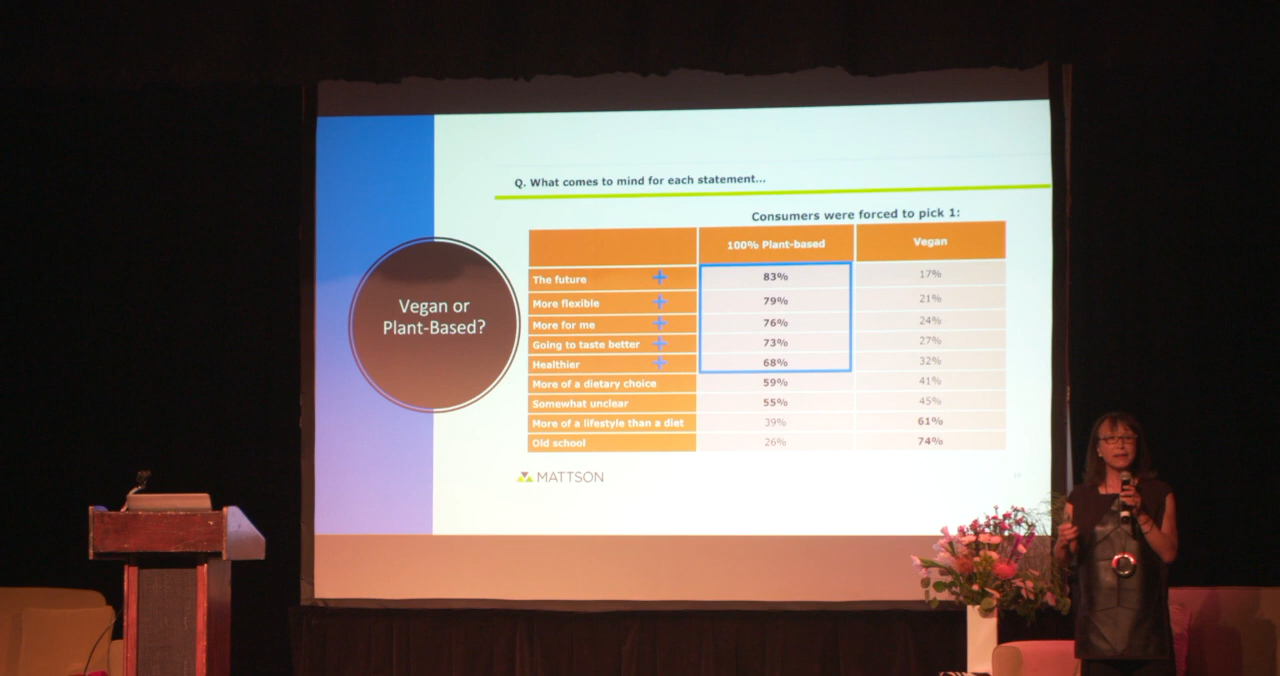 Q. What comes to mind for each statement...
Consumers were forced to pick 1:
100% Plant-based Vegan
The future + 83% 17%
More flexible + 79% 21%
More for me + 76% 24%
Going to taste better + 73% 27%
Healthier + 68% 32%
More of a dietary choice 59% 41%
Somewhat unclear 55% 45%
More of a lifestyle than a diet 39% 61%
Old school 26% 74%
Vegan or
Plant-Based?
MATTSON